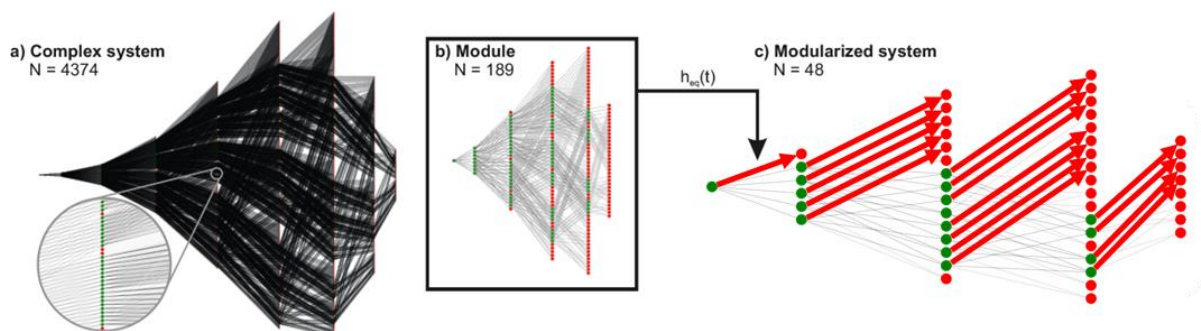 a) Complex system
N = 4374
b) Module
N = 189
h_eq(t)
c) Modularized system
N = 48